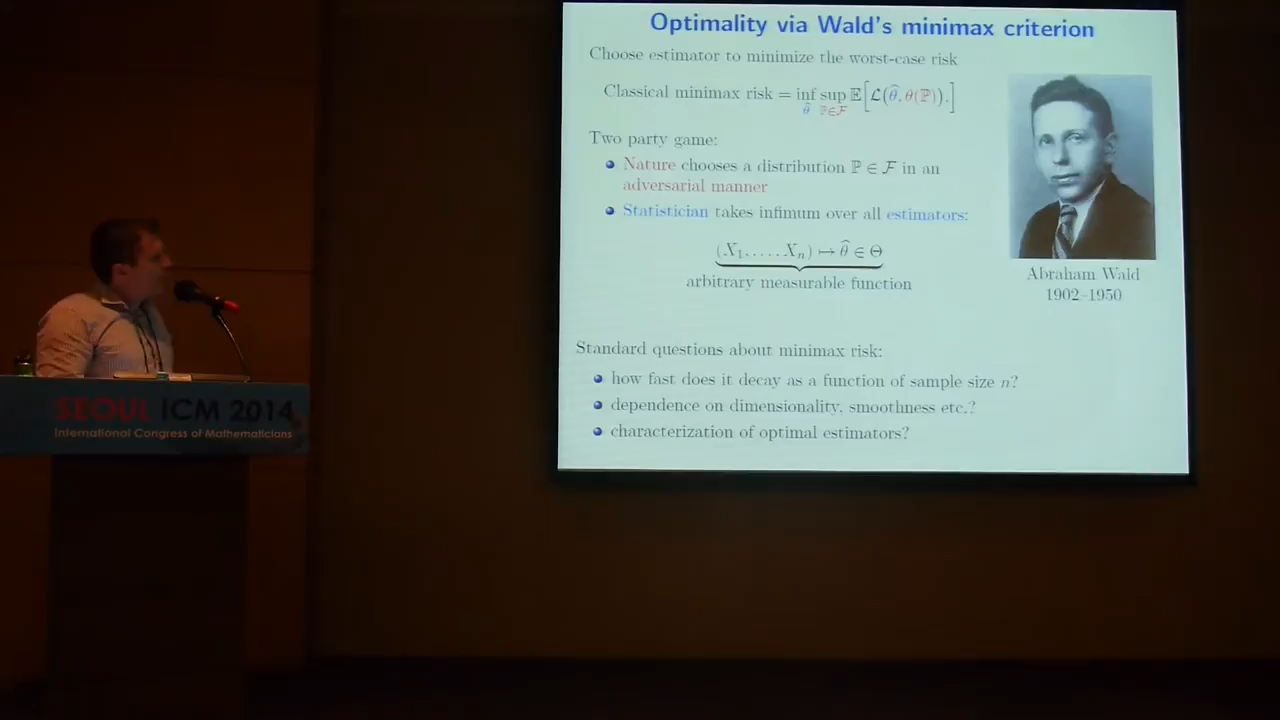 Optimality via Wald's minimax criterion
Choose estimator to minimize the worst-case risk
Classical minimax risk = inf sup 𝔼[ℒ(θ̂, θ(ℙ)).]
θ̂ ℙ∈ℱ
Two party game:
Nature chooses a distribution ℙ ∈ ℱ in an
adversarial manner
Statistician takes infimum over all estimators:
(X₁, . . . , Xₙ) ↦ θ̂ ∈ Θ
arbitrary measurable function
Abraham Wald
1902–1950
Standard questions about minimax risk:
how fast does it decay as a function of sample size n?
dependence on dimensionality, smoothness etc.?
characterization of optimal estimators?
SEOUL ICM 2014
International Congress of Mathematicians